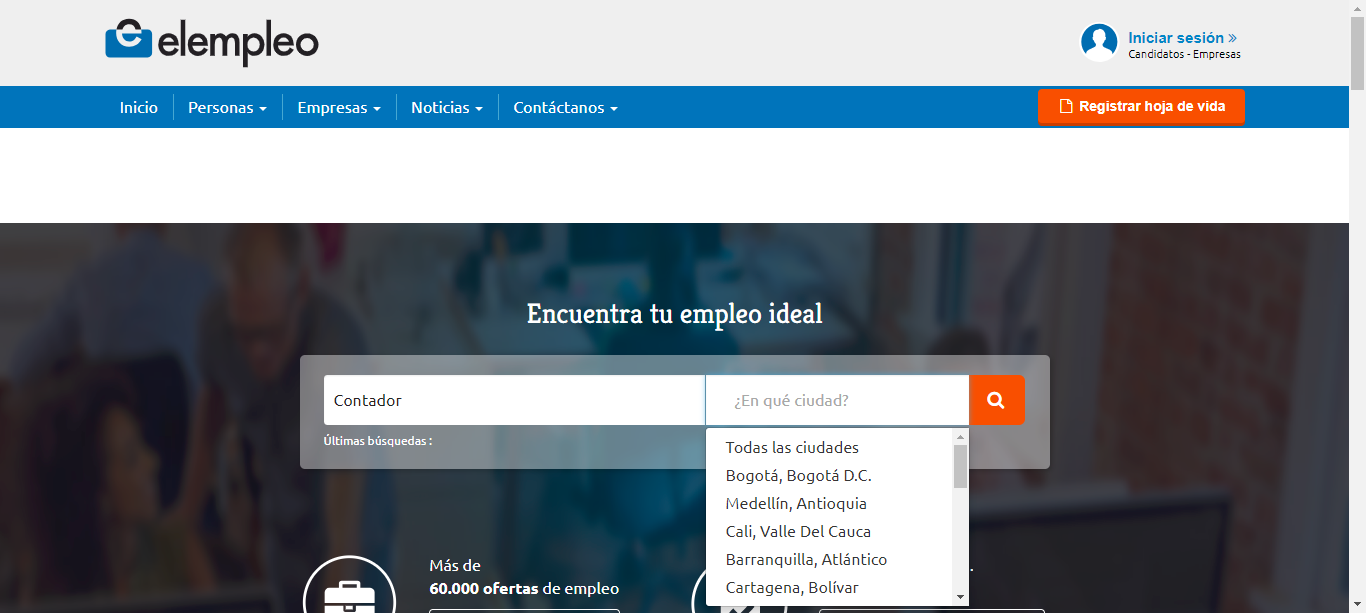 elempleo
Iniciar sesión »
Candidatos - Empresas
Inicio
Personas
Empresas
Noticias
Contáctanos
Registrar hoja de vida
Encuentra tu empleo ideal
Contador
¿En qué ciudad?
Últimas búsquedas :
Todas las ciudades
Bogotá, Bogotá D.C.
Medellín, Antioquia
Cali, Valle Del Cauca
Barranquilla, Atlántico
Cartagena, Bolívar
Más de
60.000 ofertas de empleo